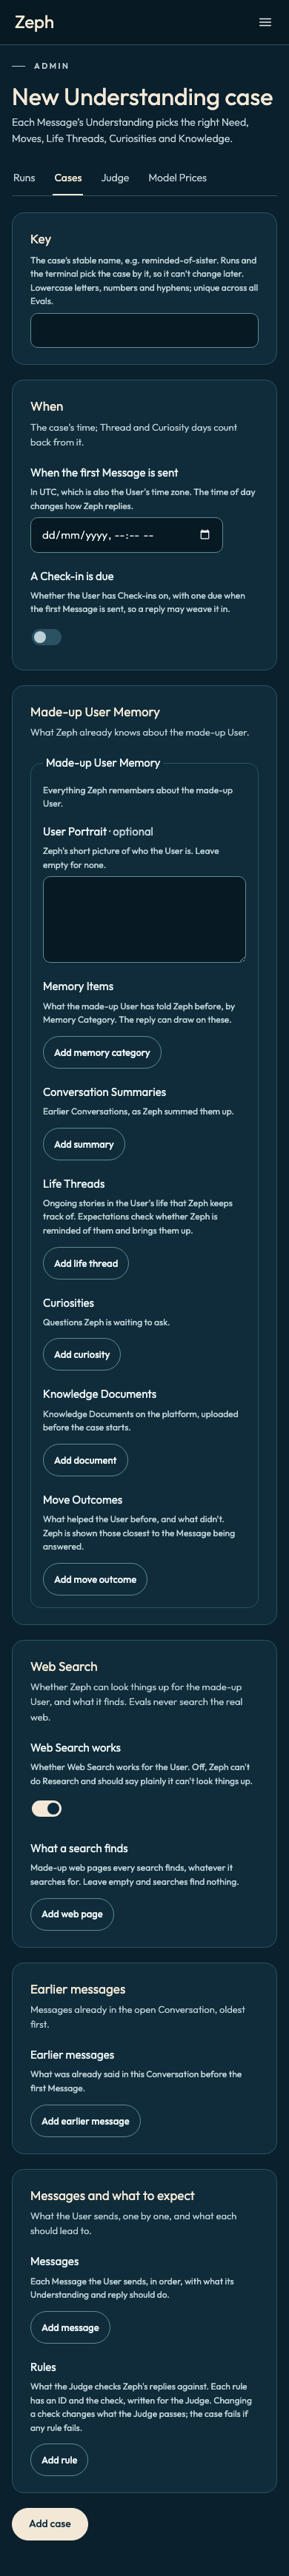 Zeph
ADMIN
New Understanding case
Each Message's Understanding picks the right Need,
Moves, Life Threads, Curiosities and Knowledge.
Runs Cases Judge Model Prices
Key
The case's stable name, e.g. reminded-of-sister. Runs and
the terminal pick the case by it, so it can't change later.
Lowercase letters, numbers and hyphens; unique across all
Evals.
When
The case's time; Thread and Curiosity days count
back from it.
When the first Message is sent
In UTC, which is also the User's time zone. The time of day
changes how Zeph replies.
dd/mm/yyyy, --:-- --
A Check-in is due
Whether the User has Check-ins on, with one due when
the first Message is sent, so a reply may weave it in.
Made-up User Memory
What Zeph already knows about the made-up User.
Made-up User Memory
Everything Zeph remembers about the made-up
User.
User Portrait · optional
Zeph's short picture of who the User is. Leave
empty for none.
Memory Items
What the made-up User has told Zeph before, by
Memory Category. The reply can draw on these.
Add memory category
Conversation Summaries
Earlier Conversations, as Zeph summed them up.
Add summary
Life Threads
Ongoing stories in the User's life that Zeph keeps
track of. Expectations check whether Zeph is
reminded of them and brings them up.
Add life thread
Curiosities
Questions Zeph is waiting to ask.
Add curiosity
Knowledge Documents
Knowledge Documents on the platform, uploaded
before the case starts.
Add document
Move Outcomes
What helped the User before, and what didn't.
Zeph is shown those closest to the Message being
answered.
Add move outcome
Web Search
Whether Zeph can look things up for the made-up
User, and what it finds. Evals never search the real
web.
Web Search works
Whether Web Search works for the User. Off, Zeph can't
do Research and should say plainly it can't look things up.
What a search finds
Made-up web pages every search finds, whatever it
searches for. Leave empty and searches find nothing.
Add web page
Earlier messages
Messages already in the open Conversation, oldest
first.
Earlier messages
What was already said in this Conversation before the
first Message.
Add earlier message
Messages and what to expect
What the User sends, one by one, and what each
should lead to.
Messages
Each Message the User sends, in order, with what its
Understanding and reply should do.
Add message
Rules
What the Judge checks Zeph's replies against. Each rule
has an ID and the check, written for the Judge. Changing
a check changes what the Judge passes; the case fails if
any rule fails.
Add rule
Add case